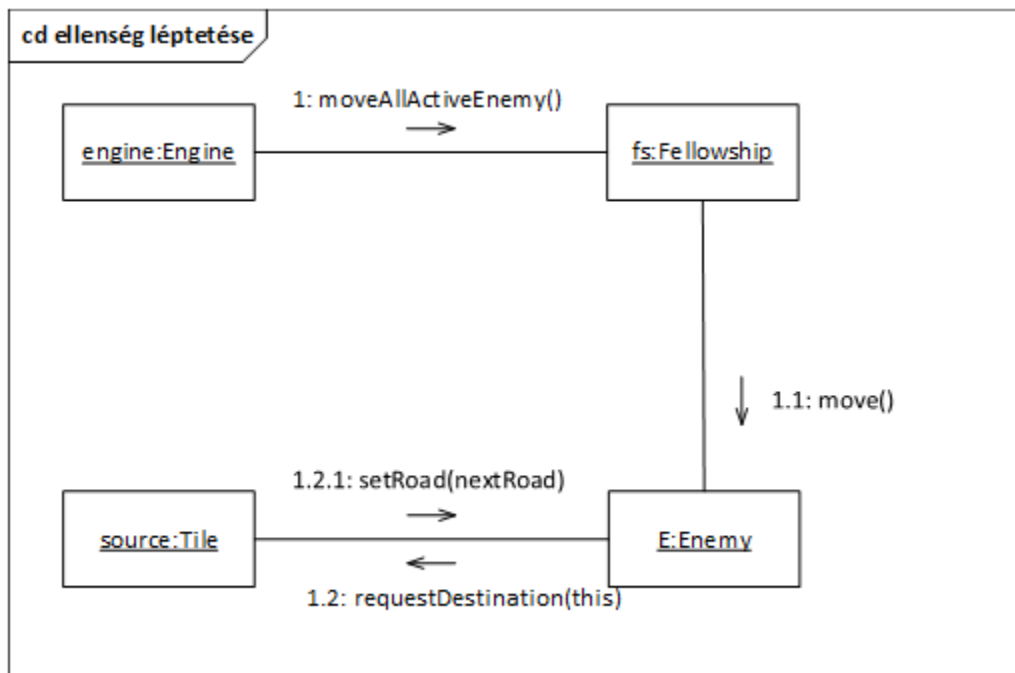 cd ellenség léptetése
1: moveAllActiveEnemy()
engine:Engine
fs:Fellowship
1.1: move()
1.2.1: setRoad(nextRoad)
source:Tile
E:Enemy
1.2: requestDestination(this)